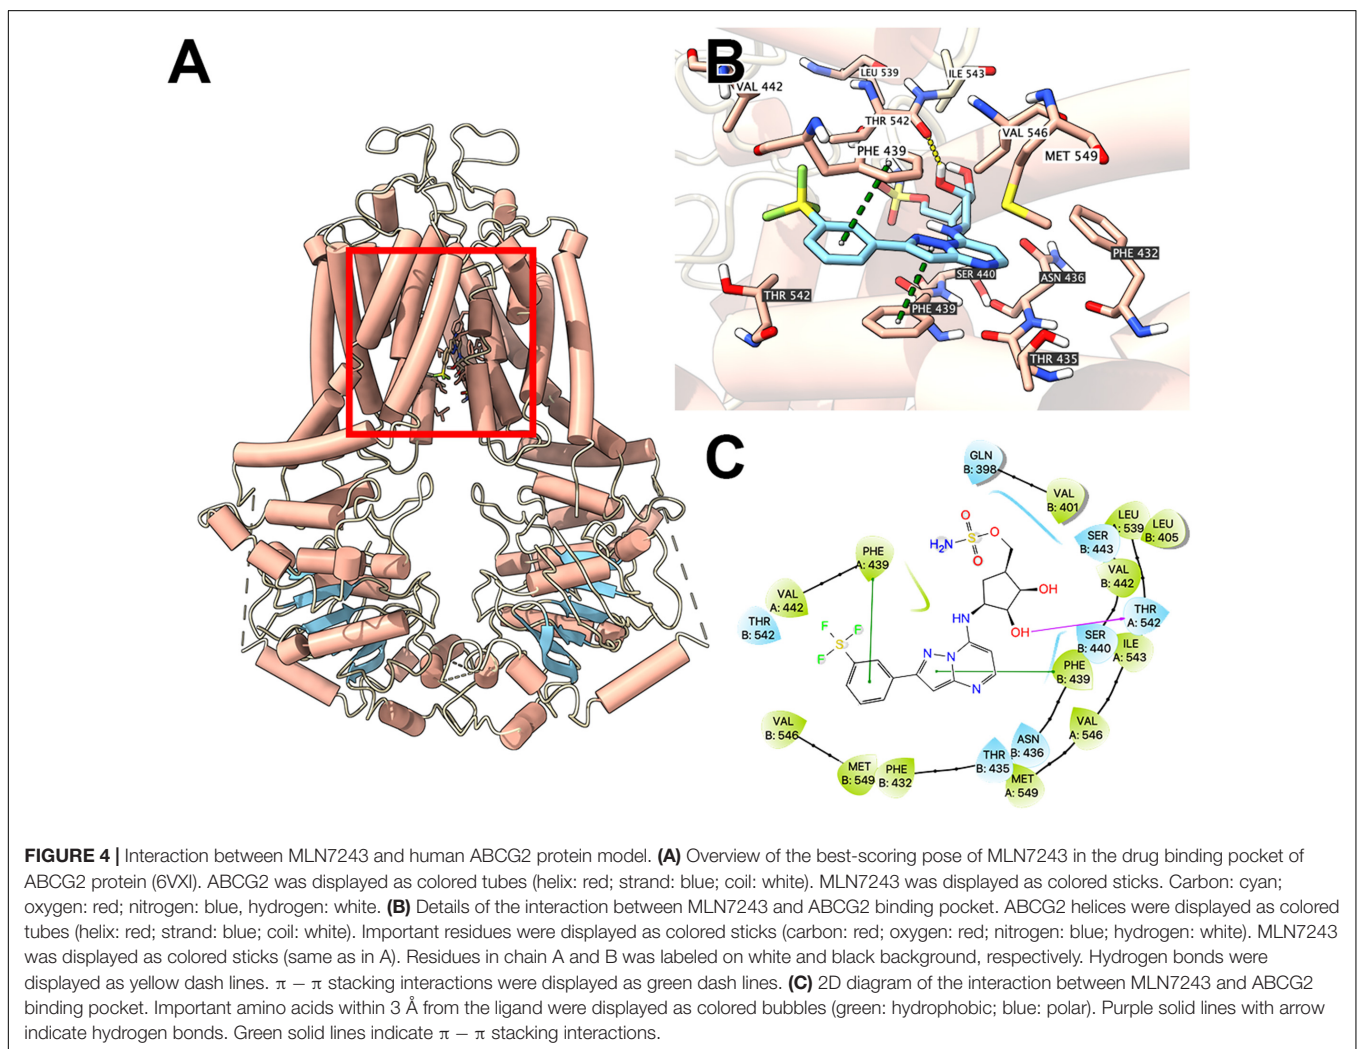 A
B
VAL 442
LEU 539
ILE 543
THR 542
VAL 546
PHE 439
MET 549
PHE 432
SER 440
ASN 436
THR 542
PHE 439
THR 435
C
GLN
B: 398
VAL
B: 401
LEU
A: 539
LEU
B: 405
SER
B: 443
PHE
A: 439
VAL
B: 442
VAL
A: 442
THR
B: 542
THR
A: 542
SER
B: 440
ILE
A: 543
PHE
B: 439
VAL
B: 546
VAL
A: 546
ASN
B: 436
THR
B: 435
MET
B: 549
PHE
B: 432
MET
A: 549
O
H₂N
S
O
O
OH
OH
HN
F
F
S
F
N
N
N
FIGURE 4 | Interaction between MLN7243 and human ABCG2 protein model. (A) Overview of the best-scoring pose of MLN7243 in the drug binding pocket of
ABCG2 protein (6VXI). ABCG2 was displayed as colored tubes (helix: red; strand: blue; coil: white). MLN7243 was displayed as colored sticks. Carbon: cyan;
oxygen: red; nitrogen: blue, hydrogen: white. (B) Details of the interaction between MLN7243 and ABCG2 binding pocket. ABCG2 helices were displayed as colored
tubes (helix: red; strand: blue; coil: white). Important residues were displayed as colored sticks (carbon: red; oxygen: red; nitrogen: blue; hydrogen: white). MLN7243
was displayed as colored sticks (same as in A). Residues in chain A and B was labeled on white and black background, respectively. Hydrogen bonds were
displayed as yellow dash lines. π − π stacking interactions were displayed as green dash lines. (C) 2D diagram of the interaction between MLN7243 and ABCG2
binding pocket. Important amino acids within 3 Å from the ligand were displayed as colored bubbles (green: hydrophobic; blue: polar). Purple solid lines with arrow
indicate hydrogen bonds. Green solid lines indicate π − π stacking interactions.